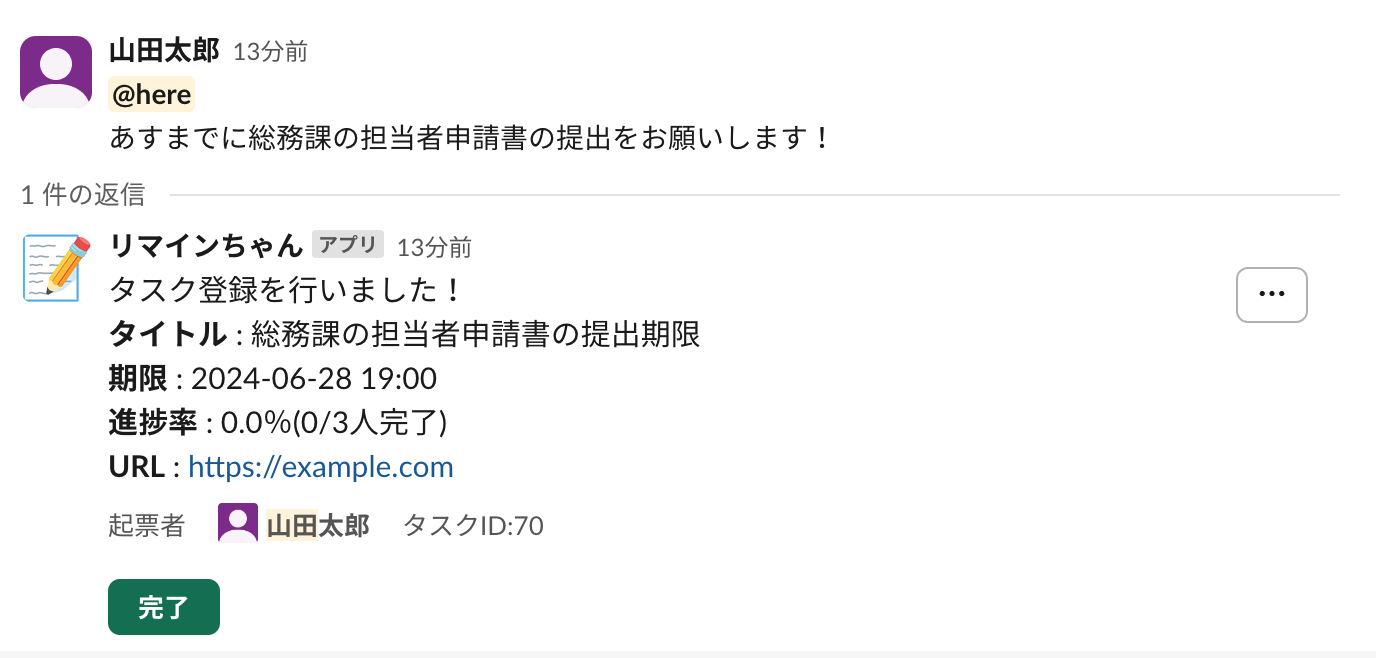 山田太郎 13分前
@here
あすまでに総務課の担当者申請書の提出をお願いします！
1 件の返信
リマインちゃん アプリ 13分前
タスク登録を行いました！
タイトル : 総務課の担当者申請書の提出期限
期限 : 2024-06-28 19:00
進捗率 : 0.0%(0/3人完了)
URL : https://example.com
起票者 山田太郎 タスクID:70
完了